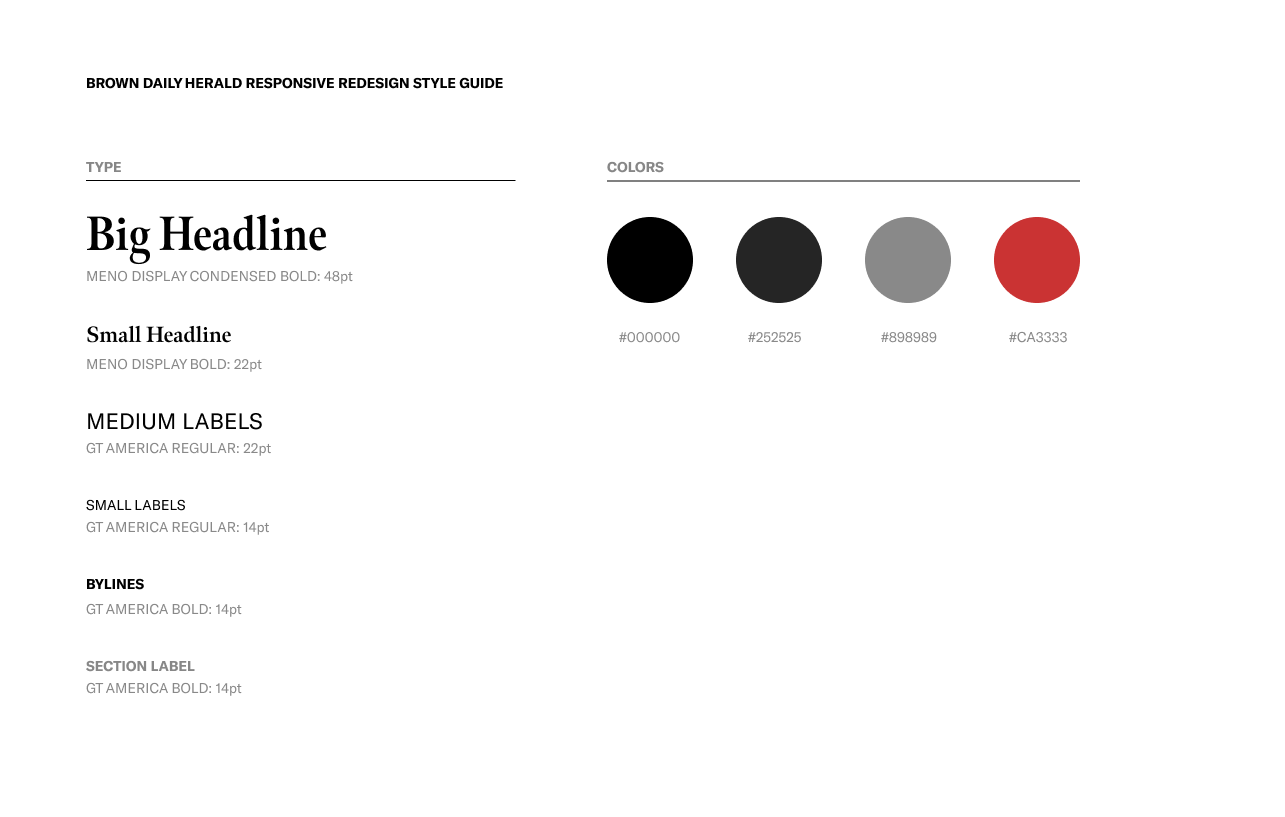 BROWN DAILY HERALD RESPONSIVE REDESIGN STYLE GUIDE
TYPE
Big Headline
MENO DISPLAY CONDENSED BOLD: 48pt
Small Headline
MENO DISPLAY BOLD: 22pt
MEDIUM LABELS
GT AMERICA REGULAR: 22pt
SMALL LABELS
GT AMERICA REGULAR: 14pt
BYLINES
GT AMERICA BOLD: 14pt
SECTION LABEL
GT AMERICA BOLD: 14pt
COLORS
#000000
#252525
#898989
#CA3333